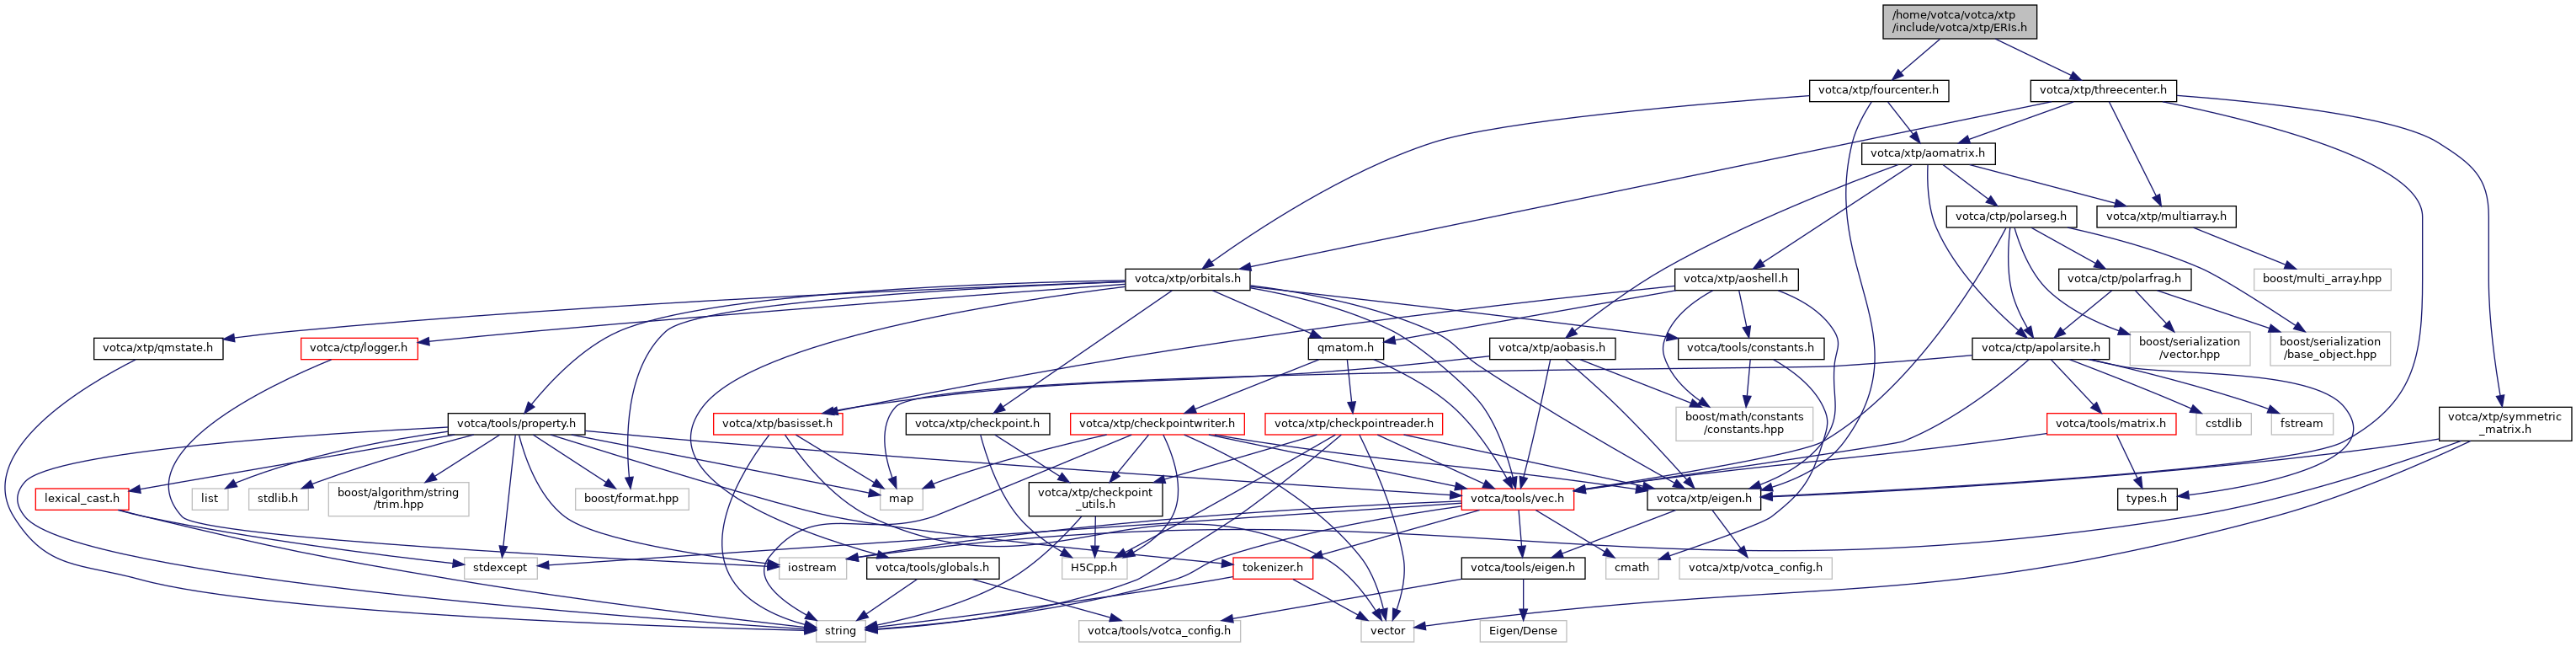 /home/votca/votca/xtp
/include/votca/xtp/ERIs.h
votca/xtp/fourcenter.h
votca/xtp/threecenter.h
votca/xtp/aomatrix.h
votca/ctp/polarseg.h
votca/xtp/multiarray.h
votca/xtp/orbitals.h
votca/xtp/aoshell.h
votca/ctp/polarfrag.h
boost/multi_array.hpp
votca/xtp/qmstate.h
votca/ctp/logger.h
qmatom.h
votca/xtp/aobasis.h
votca/tools/constants.h
votca/ctp/apolarsite.h
boost/serialization
/vector.hpp
boost/serialization
/base_object.hpp
votca/tools/property.h
votca/xtp/basisset.h
votca/xtp/checkpoint.h
votca/xtp/checkpointwriter.h
votca/xtp/checkpointreader.h
boost/math/constants
/constants.hpp
votca/tools/matrix.h
cstdlib
fstream
votca/xtp/symmetric
_matrix.h
lexical_cast.h
list
stdlib.h
boost/algorithm/string
/trim.hpp
boost/format.hpp
map
votca/xtp/checkpoint
_utils.h
votca/tools/vec.h
votca/xtp/eigen.h
types.h
stdexcept
iostream
votca/tools/globals.h
H5Cpp.h
tokenizer.h
votca/tools/eigen.h
cmath
votca/xtp/votca_config.h
string
votca/tools/votca_config.h
vector
Eigen/Dense